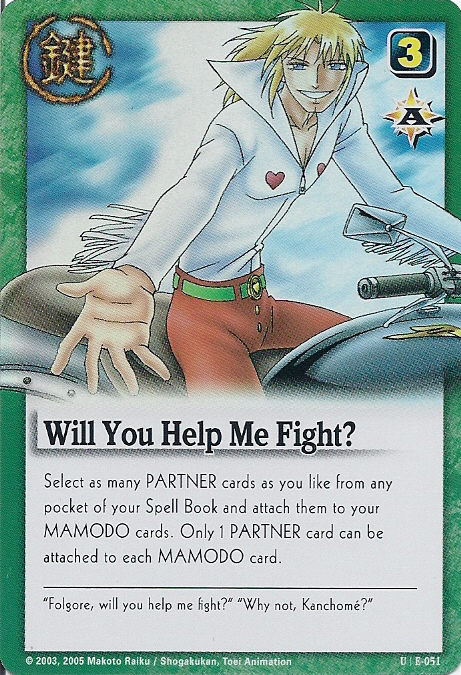 鍵
3
A
Will You Help Me Fight?
Select as many PARTNER cards as you like from any
pocket of your Spell Book and attach them to your
MAMODO cards. Only 1 PARTNER card can be
attached to each MAMODO card.
"Folgore, will you help me fight?" "Why not, Kanchomé?"
© 2003, 2005 Makoto Raiku / Shogakukan, Toei Animation
U | E-051